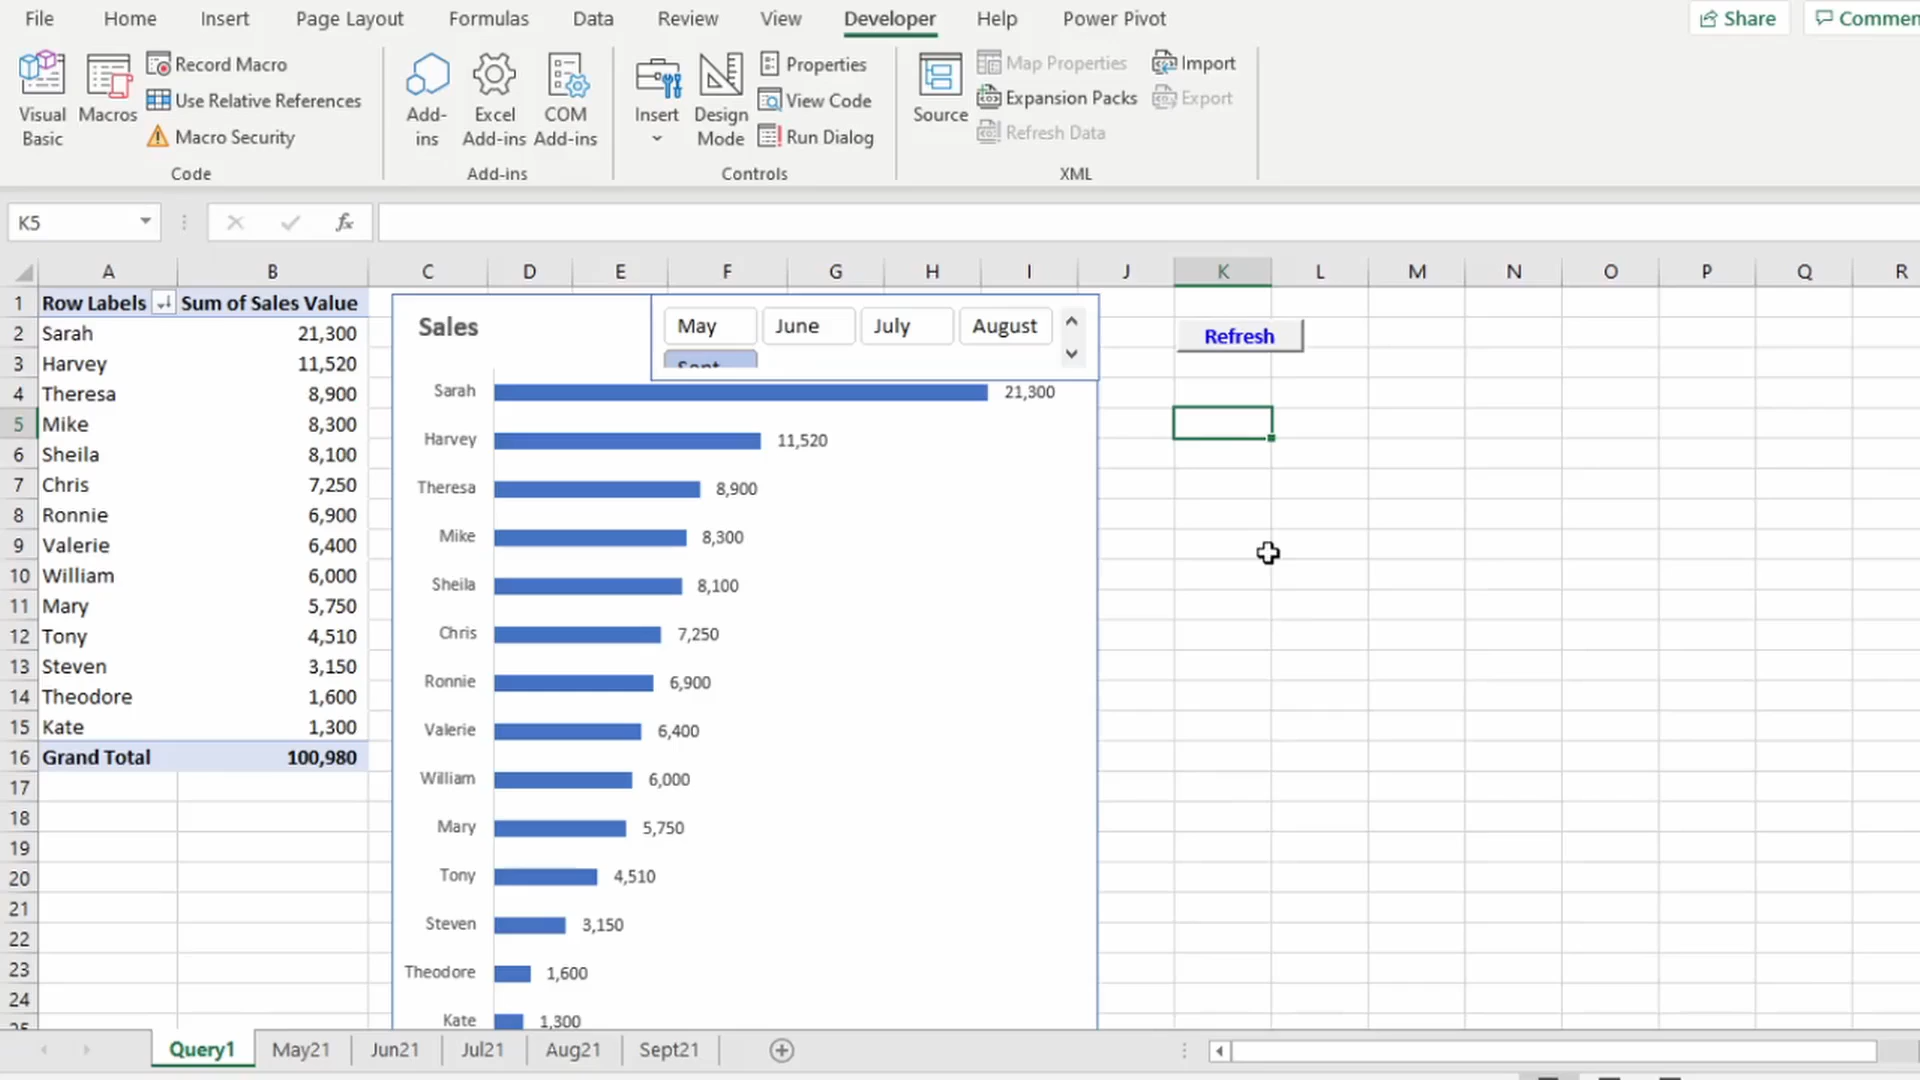 File Home Insert Page Layout Formulas Data Review View Developer Help Power Pivot Share Commen
Visual Basic
Macros
Record Macro
Use Relative References
Macro Security
Code
Add-ins
Excel Add-ins
COM Add-ins
Add-ins
Insert
Design Mode
Properties
View Code
Run Dialog
Controls
Source
Map Properties
Expansion Packs
Refresh Data
Import
Export
XML
K5 fx
A B C D E F G H I J K L M N O P Q R
1 Row Labels Sum of Sales Value
2 Sarah 21,300
3 Harvey 11,520
4 Theresa 8,900
5 Mike 8,300
6 Sheila 8,100
7 Chris 7,250
8 Ronnie 6,900
9 Valerie 6,400
10 William 6,000
11 Mary 5,750
12 Tony 4,510
13 Steven 3,150
14 Theodore 1,600
15 Kate 1,300
16 Grand Total 100,980
17
18
19
20
21
22
23
24
25
Sales
May June July August
Sept
Sarah 21,300
Harvey 11,520
Theresa 8,900
Mike 8,300
Sheila 8,100
Chris 7,250
Ronnie 6,900
Valerie 6,400
William 6,000
Mary 5,750
Tony 4,510
Steven 3,150
Theodore 1,600
Kate 1,300
Refresh
Query1 May21 Jun21 Jul21 Aug21 Sept21